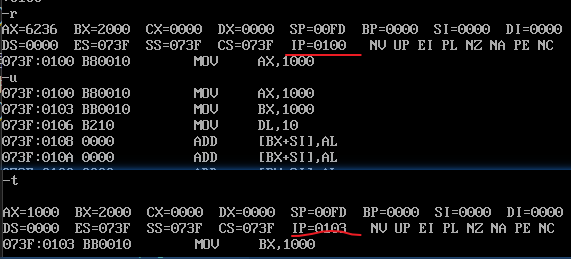 -r
AX=6236 BX=2000 CX=0000 DX=0000 SP=00FD BP=0000 SI=0000 DI=0000
DS=0000 ES=073F SS=073F CS=073F IP=0100 NV UP EI PL NZ NA PE NC
073F:0100 B80010 MOV AX,1000
-u
073F:0100 B80010 MOV AX,1000
073F:0103 BB0010 MOV BX,1000
073F:0106 B210 MOV DL,10
073F:0108 0000 ADD [BX+SI],AL
073F:010A 0000 ADD [BX+SI],AL
-t
AX=1000 BX=2000 CX=0000 DX=0000 SP=00FD BP=0000 SI=0000 DI=0000
DS=0000 ES=073F SS=073F CS=073F IP=0103 NV UP EI PL NZ NA PE NC
073F:0103 BB0010 MOV BX,1000